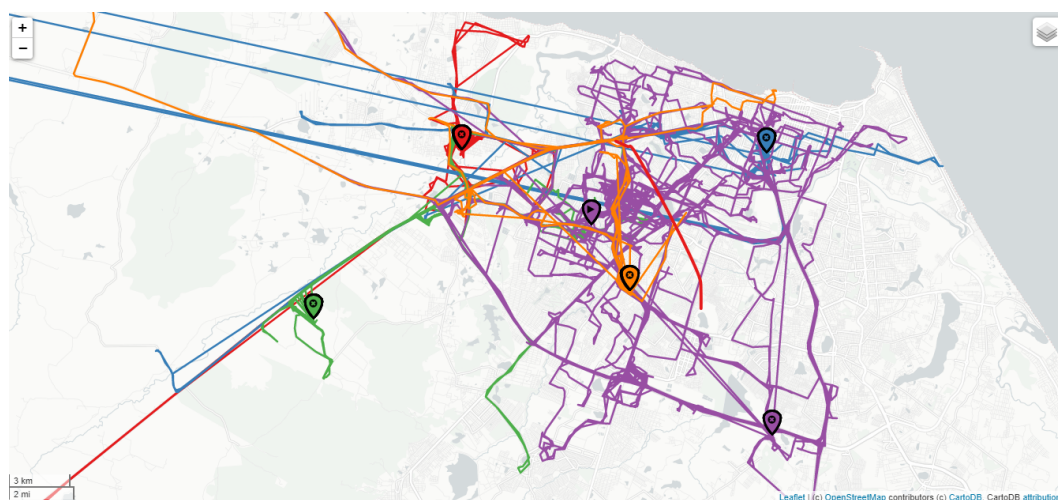 +
−
3 km
2 mi
Leaflet | (c) OpenStreetMap contributors (c) CartoDB, CartoDB attribution